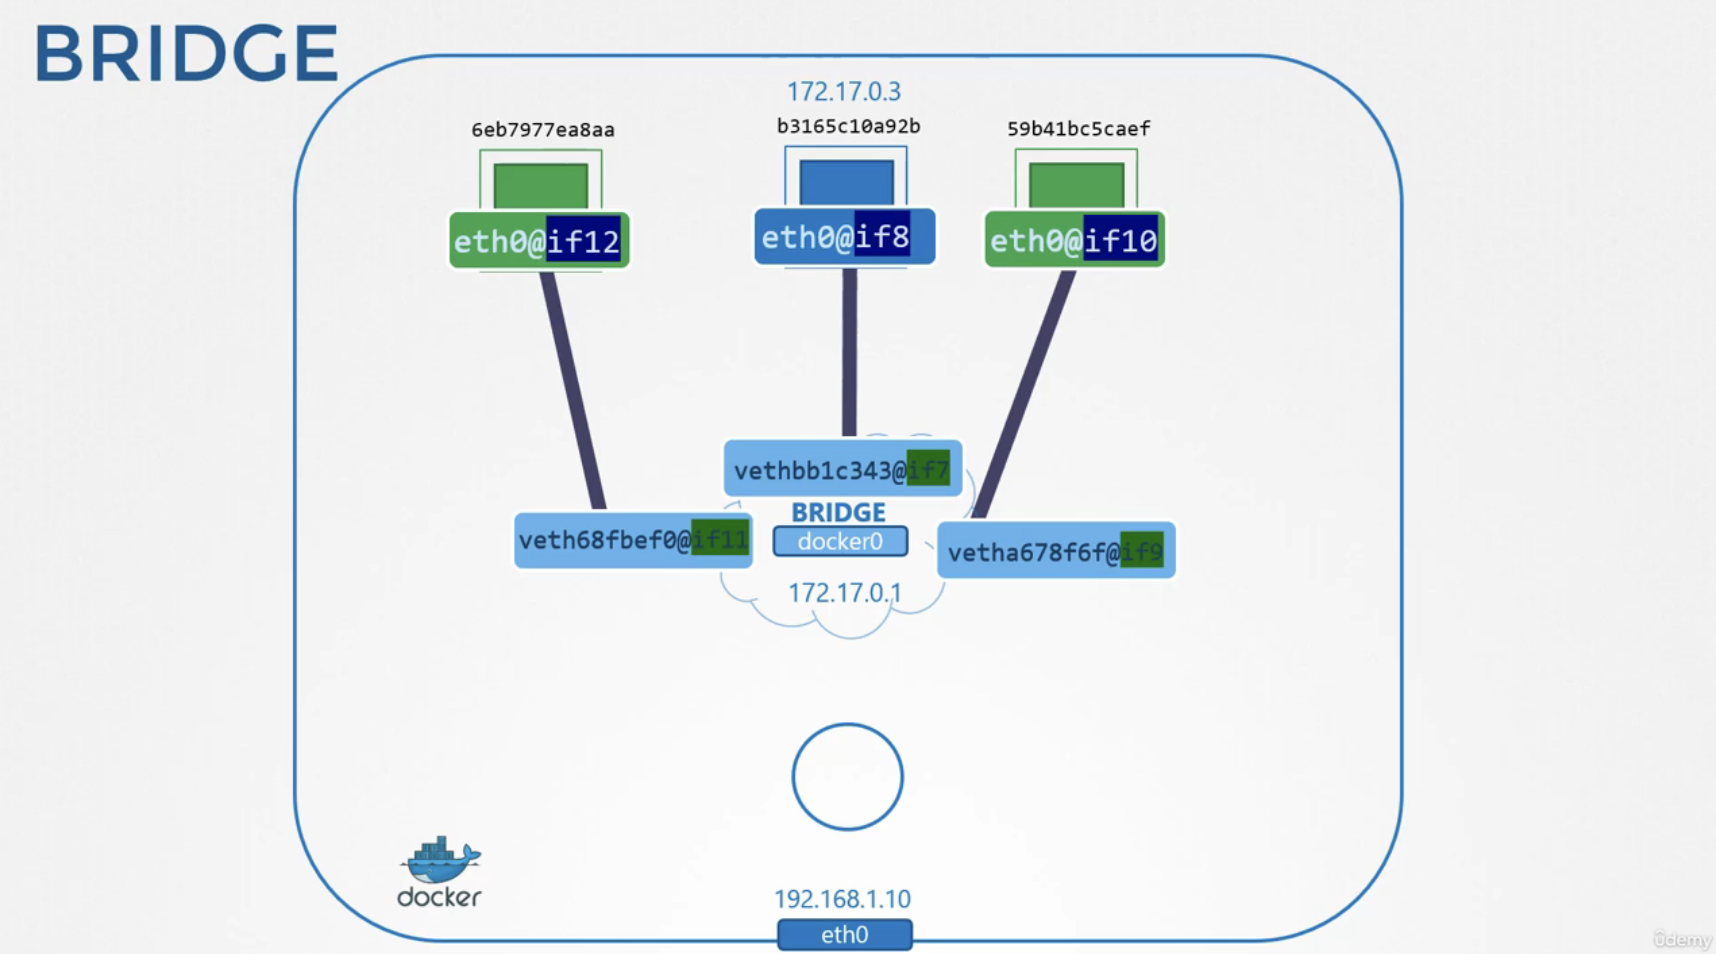 BRIDGE
172.17.0.3
6eb7977ea8aa
b3165c10a92b
59b41bc5caef
eth0@if12
eth0@if8
eth0@if10
vethbb1c343@if7
BRIDGE
veth68fbef0@if11
docker0
vetha678f6f@if9
172.17.0.1
docker
192.168.1.10
eth0
ûdemy